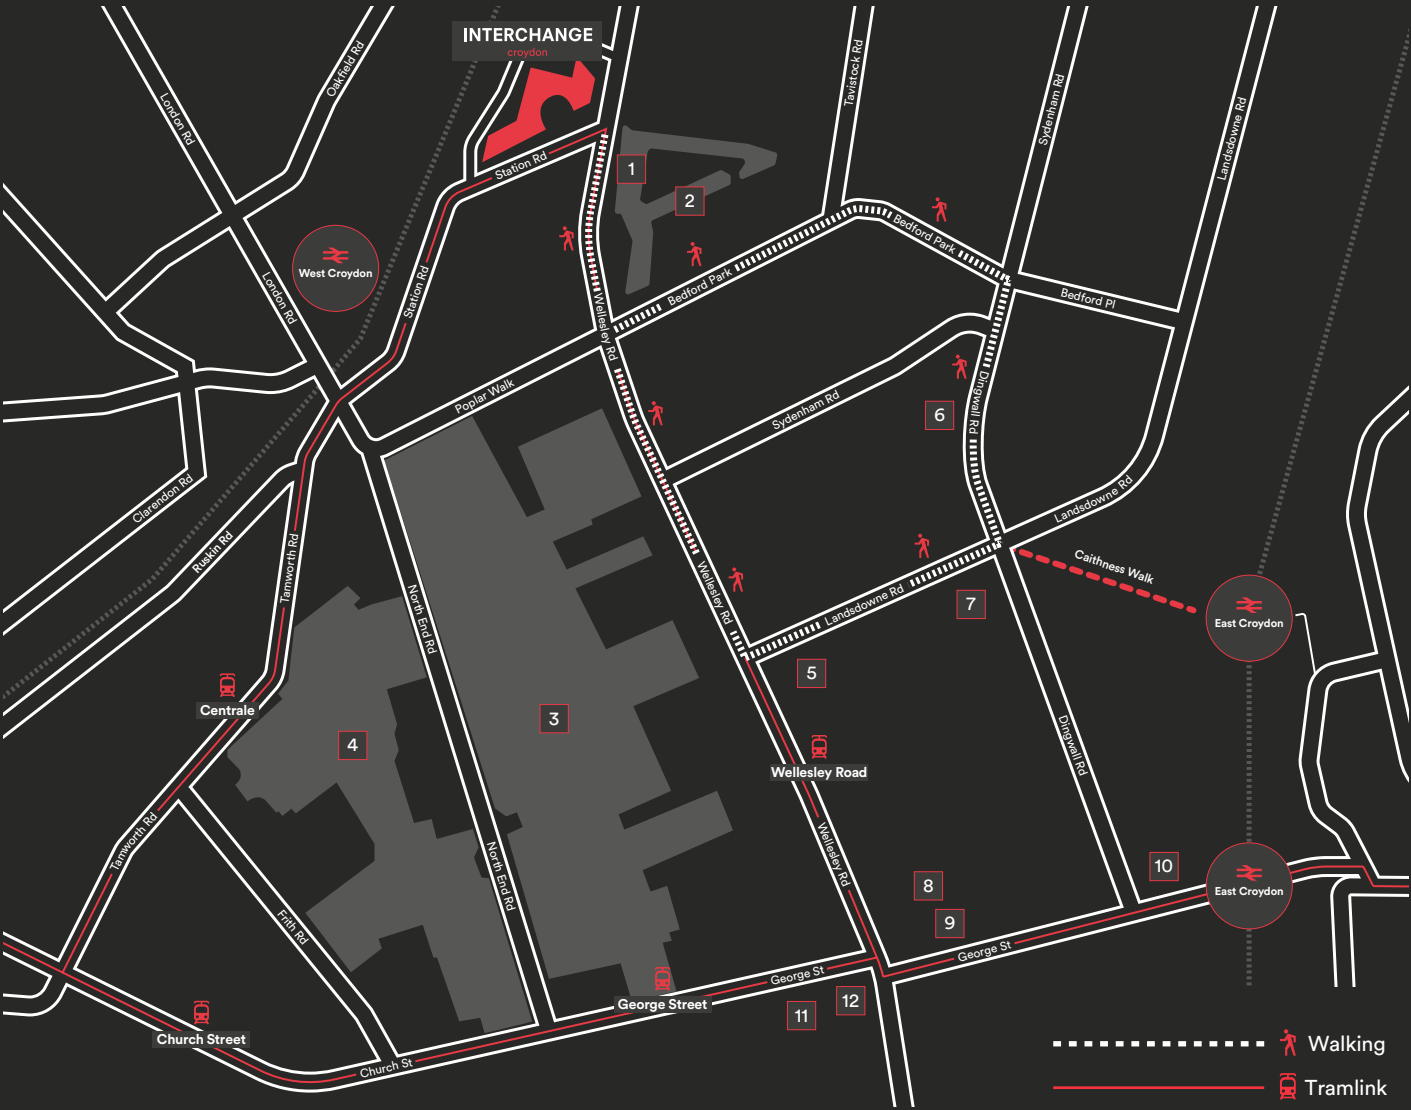 INTERCHANGE
croydon
London Rd
Oakfield Rd
Tavistock Rd
Sydenham Rd
Landsdowne Rd
Station Rd
1
2
West Croydon
London Rd
Station Rd
Bedford Park
Bedford Park
Bedford Pl
Wellesley Rd
Poplar Walk
Sydenham Rd
Dingwall Rd
6
Clarendon Rd
Ruskin Rd
Tamworth Rd
Landsdowne Rd
Caithness Walk
North End Rd
Wellesley Rd
Landsdowne Rd
7
East Croydon
5
Centrale
3
4
Wellesley Road
Dingwall Rd
Tamworth Rd
North End Rd
Wellesley Rd
8
9
10
East Croydon
Frith Rd
George St
George St
George Street
11
12
Church Street
Church St
Walking
Tramlink